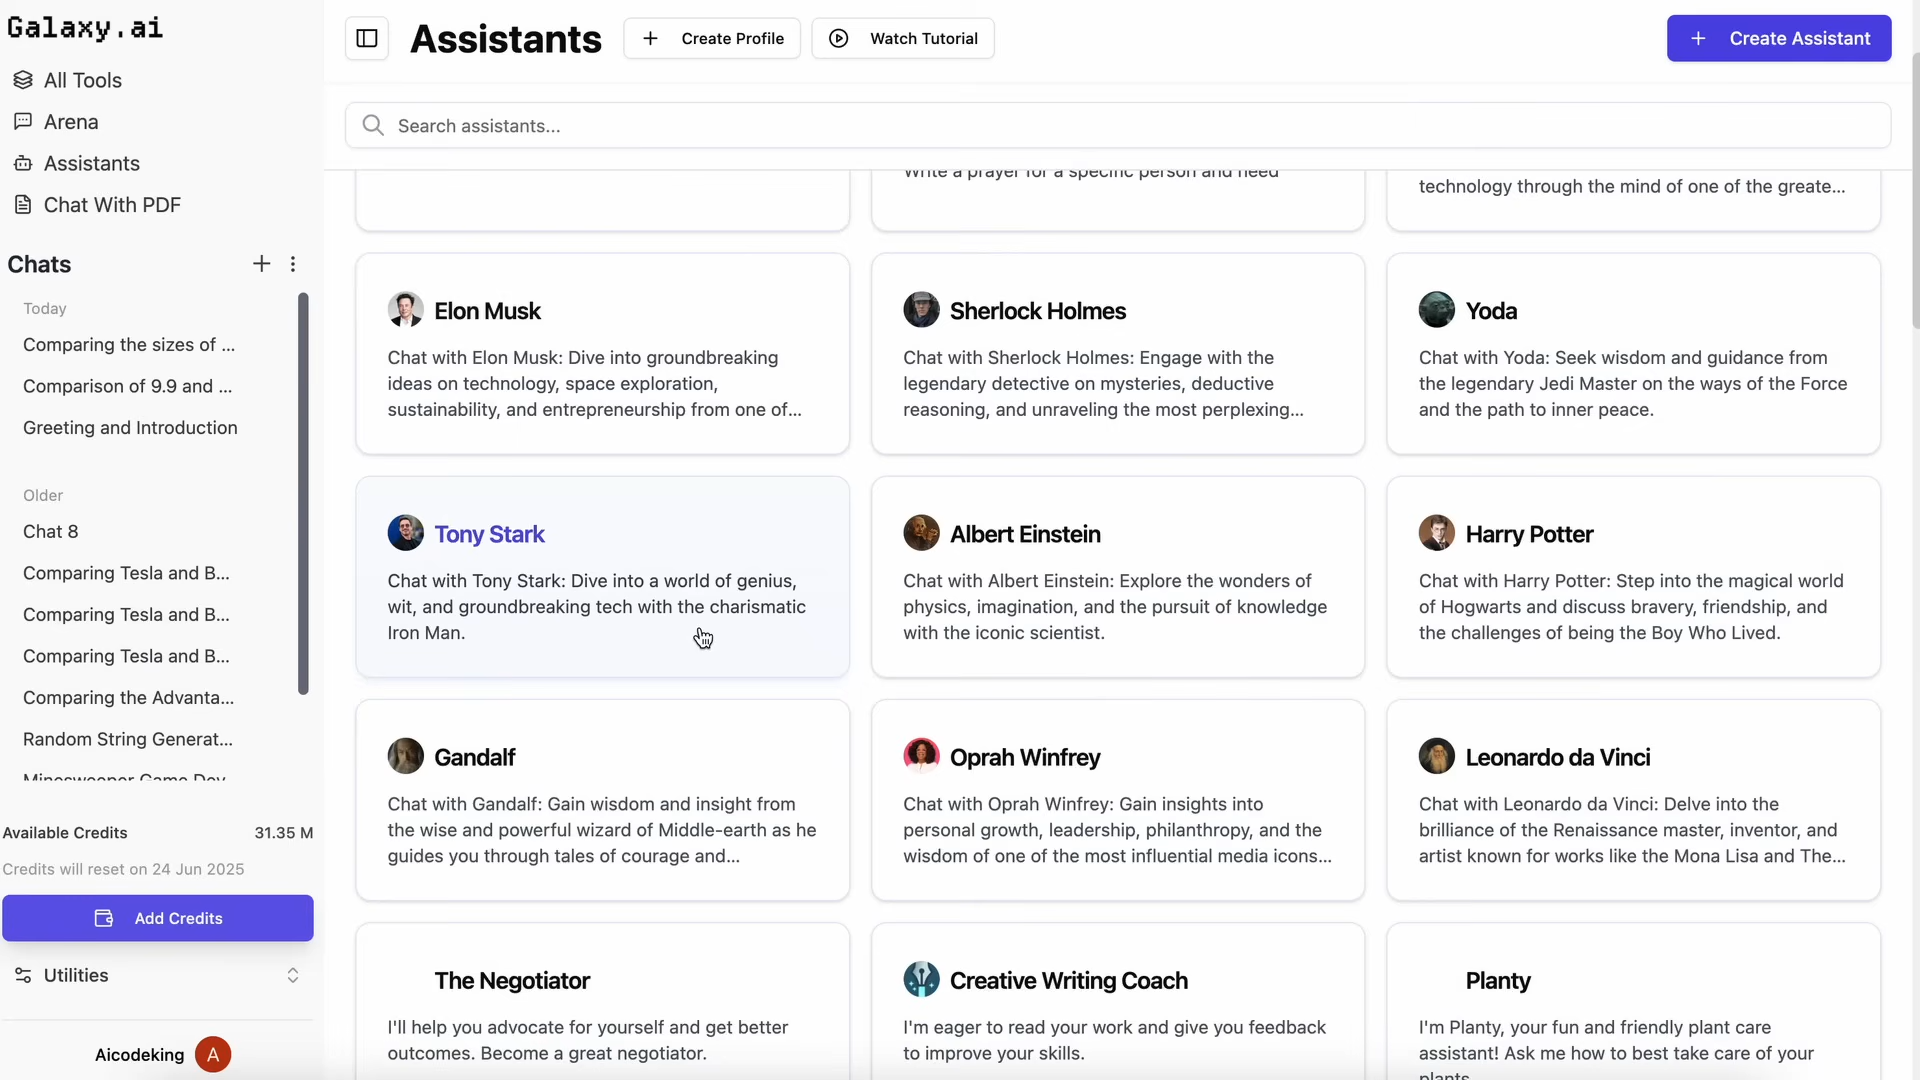 Galaxy.ai
All Tools
Arena
Assistants
Chat With PDF
Chats
Today
Comparing the sizes of ...
Comparison of 9.9 and ...
Greeting and Introduction
Older
Chat 8
Comparing Tesla and B...
Comparing Tesla and B...
Comparing Tesla and B...
Comparing the Advanta...
Random String Generat...
Minesweeper Game Dev
Available Credits 31.35 M
Credits will reset on 24 Jun 2025
Add Credits
Utilities
Aicodeking A
Assistants
Create Profile
Watch Tutorial
Create Assistant
Search assistants...
Write a prayer for a specific person and need
technology through the mind of one of the greate...
Elon Musk
Chat with Elon Musk: Dive into groundbreaking
ideas on technology, space exploration,
sustainability, and entrepreneurship from one of...
Sherlock Holmes
Chat with Sherlock Holmes: Engage with the
legendary detective on mysteries, deductive
reasoning, and unraveling the most perplexing...
Yoda
Chat with Yoda: Seek wisdom and guidance from
the legendary Jedi Master on the ways of the Force
and the path to inner peace.
Tony Stark
Chat with Tony Stark: Dive into a world of genius,
wit, and groundbreaking tech with the charismatic
Iron Man.
Albert Einstein
Chat with Albert Einstein: Explore the wonders of
physics, imagination, and the pursuit of knowledge
with the iconic scientist.
Harry Potter
Chat with Harry Potter: Step into the magical world
of Hogwarts and discuss bravery, friendship, and
the challenges of being the Boy Who Lived.
Gandalf
Chat with Gandalf: Gain wisdom and insight from
the wise and powerful wizard of Middle-earth as he
guides you through tales of courage and...
Oprah Winfrey
Chat with Oprah Winfrey: Gain insights into
personal growth, leadership, philanthropy, and the
wisdom of one of the most influential media icons...
Leonardo da Vinci
Chat with Leonardo da Vinci: Delve into the
brilliance of the Renaissance master, inventor, and
artist known for works like the Mona Lisa and The...
The Negotiator
I'll help you advocate for yourself and get better
outcomes. Become a great negotiator.
Creative Writing Coach
I'm eager to read your work and give you feedback
to improve your skills.
Planty
I'm Planty, your fun and friendly plant care
assistant! Ask me how to best take care of your
plants